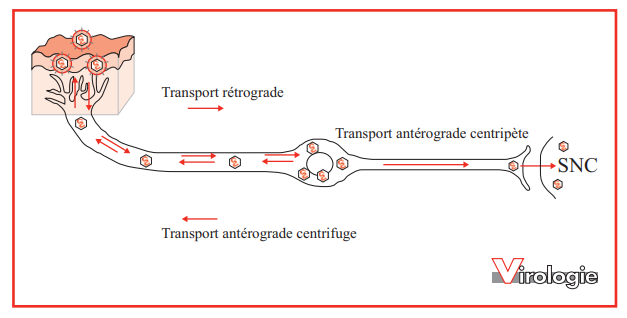 Transport rétrograde
Transport antérograde centripète
SNC
Transport antérograde centrifuge
Virologie